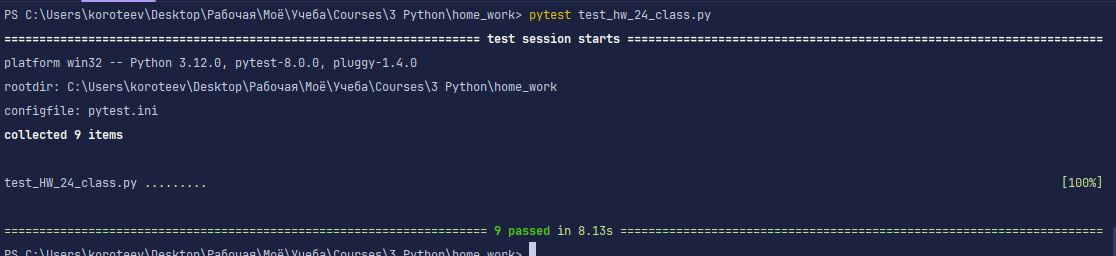 PS C:\Users\koroteev\Desktop\Рабочая\Моё\Учеба\Courses\3 Python\home_work> pytest test_hw_24_class.py
============================================================================= test session starts =============================================================================
platform win32 -- Python 3.12.0, pytest-8.0.0, pluggy-1.4.0
rootdir: C:\Users\koroteev\Desktop\Рабочая\Моё\Учеба\Courses\3 Python\home_work
configfile: pytest.ini
collected 9 items
test_HW_24_class.py ......... [100%]
============================================================================== 9 passed in 8.13s ==============================================================================
PS C:\Users\koroteev\Desktop\Рабочая\Моё\Учеба\Courses\3 Python\home_work>